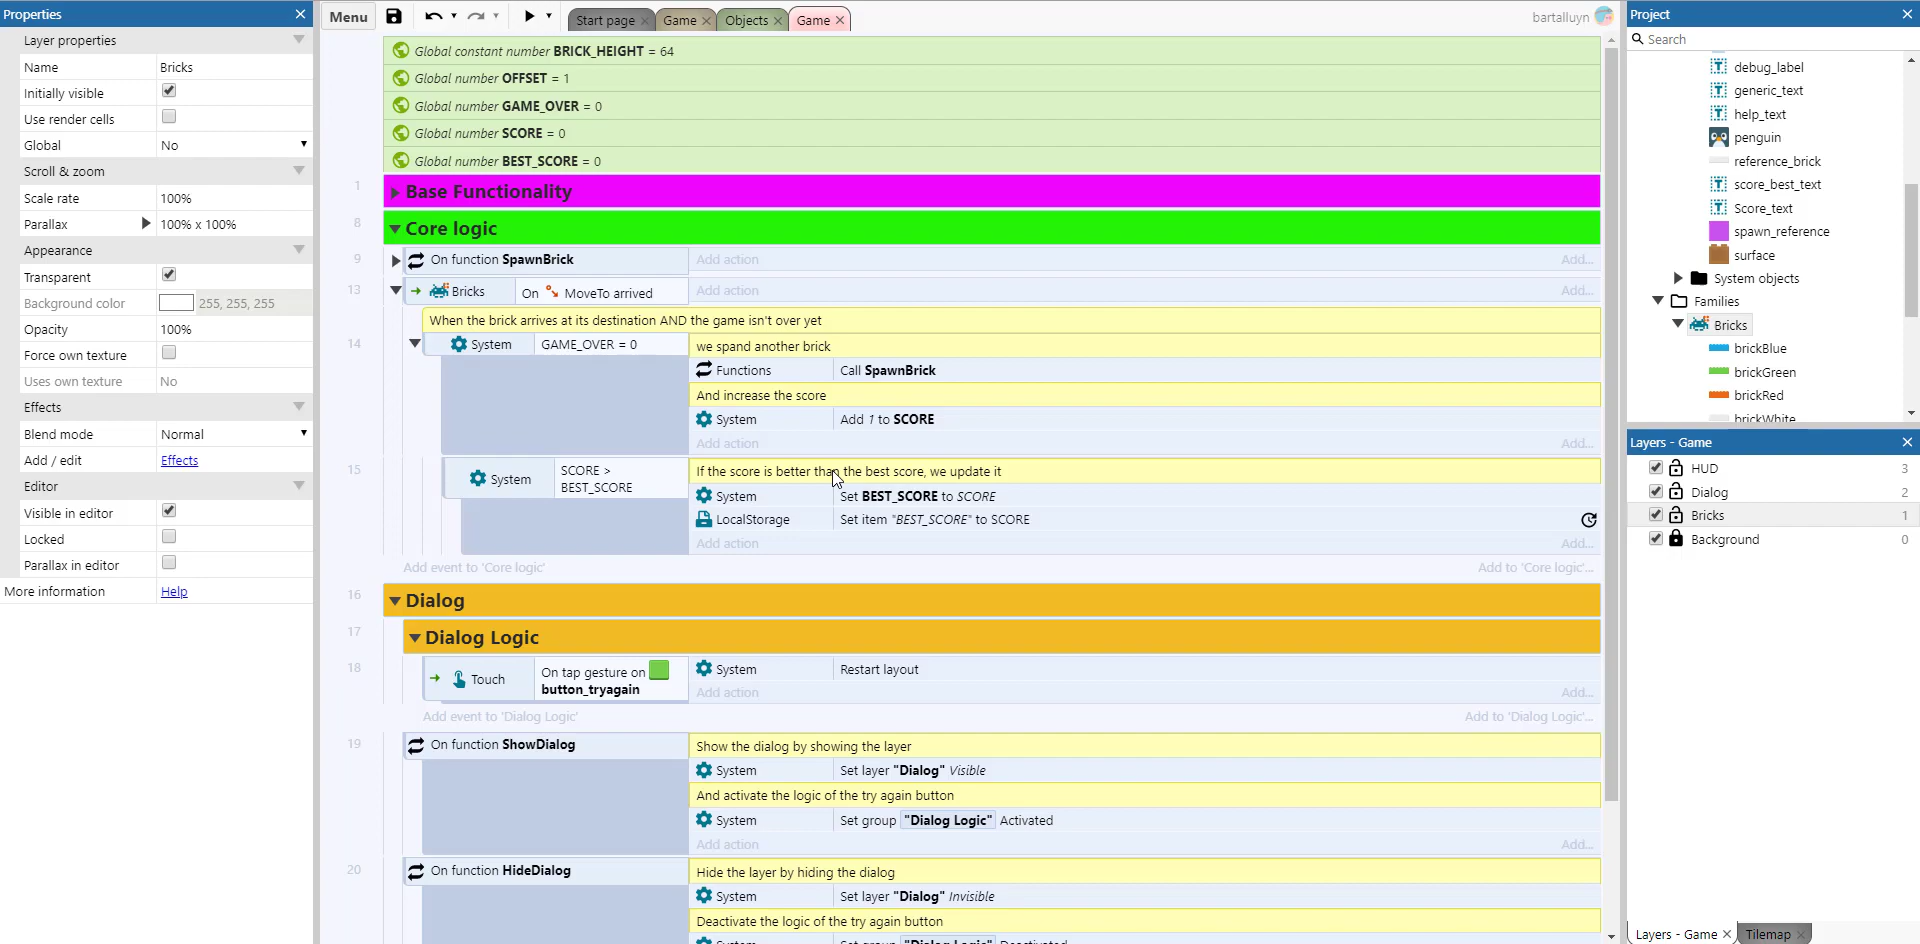 Properties
Layer properties
Name Bricks
Initially visible
Use render cells
Global No
Scroll & zoom
Scale rate 100%
Parallax 100% x 100%
Appearance
Transparent
Background color 255, 255, 255
Opacity 100%
Force own texture
Uses own texture No
Effects
Blend mode Normal
Add / edit Effects
Editor
Visible in editor
Locked
Parallax in editor
More information Help
Menu
Start page
Game
Objects
Game
bartalluyn
Global constant number BRICK_HEIGHT = 64
Global number OFFSET = 1
Global number GAME_OVER = 0
Global number SCORE = 0
Global number BEST_SCORE = 0
1 Base Functionality
8 Core logic
9 On function SpawnBrick Add action Add...
13 Bricks On MoveTo arrived Add action Add...
When the brick arrives at its destination AND the game isn't over yet
14 System GAME_OVER = 0 we spand another brick
Functions Call SpawnBrick
And increase the score
System Add 1 to SCORE
Add action Add...
15 System SCORE > BEST_SCORE If the score is better than the best score, we update it
System Set BEST_SCORE to SCORE
LocalStorage Set item "BEST_SCORE" to SCORE
Add action Add...
Add event to 'Core logic' Add to 'Core logic'...
16 Dialog
17 Dialog Logic
18 Touch On tap gesture on button_tryagain System Restart layout
Add action Add...
Add event to 'Dialog Logic' Add to 'Dialog Logic'...
19 On function ShowDialog Show the dialog by showing the layer
System Set layer "Dialog" Visible
And activate the logic of the try again button
System Set group "Dialog Logic" Activated
Add action Add...
20 On function HideDialog Hide the layer by hiding the dialog
System Set layer "Dialog" Invisible
Deactivate the logic of the try again button
System Set group "Dialog Logic" Deactivated
Project
Search
debug_label
generic_text
help_text
penguin
reference_brick
score_best_text
Score_text
spawn_reference
surface
System objects
Families
Bricks
brickBlue
brickGreen
brickRed
brickWhite
Layers - Game
HUD 3
Dialog 2
Bricks 1
Background 0
Layers - Game
Tilemap